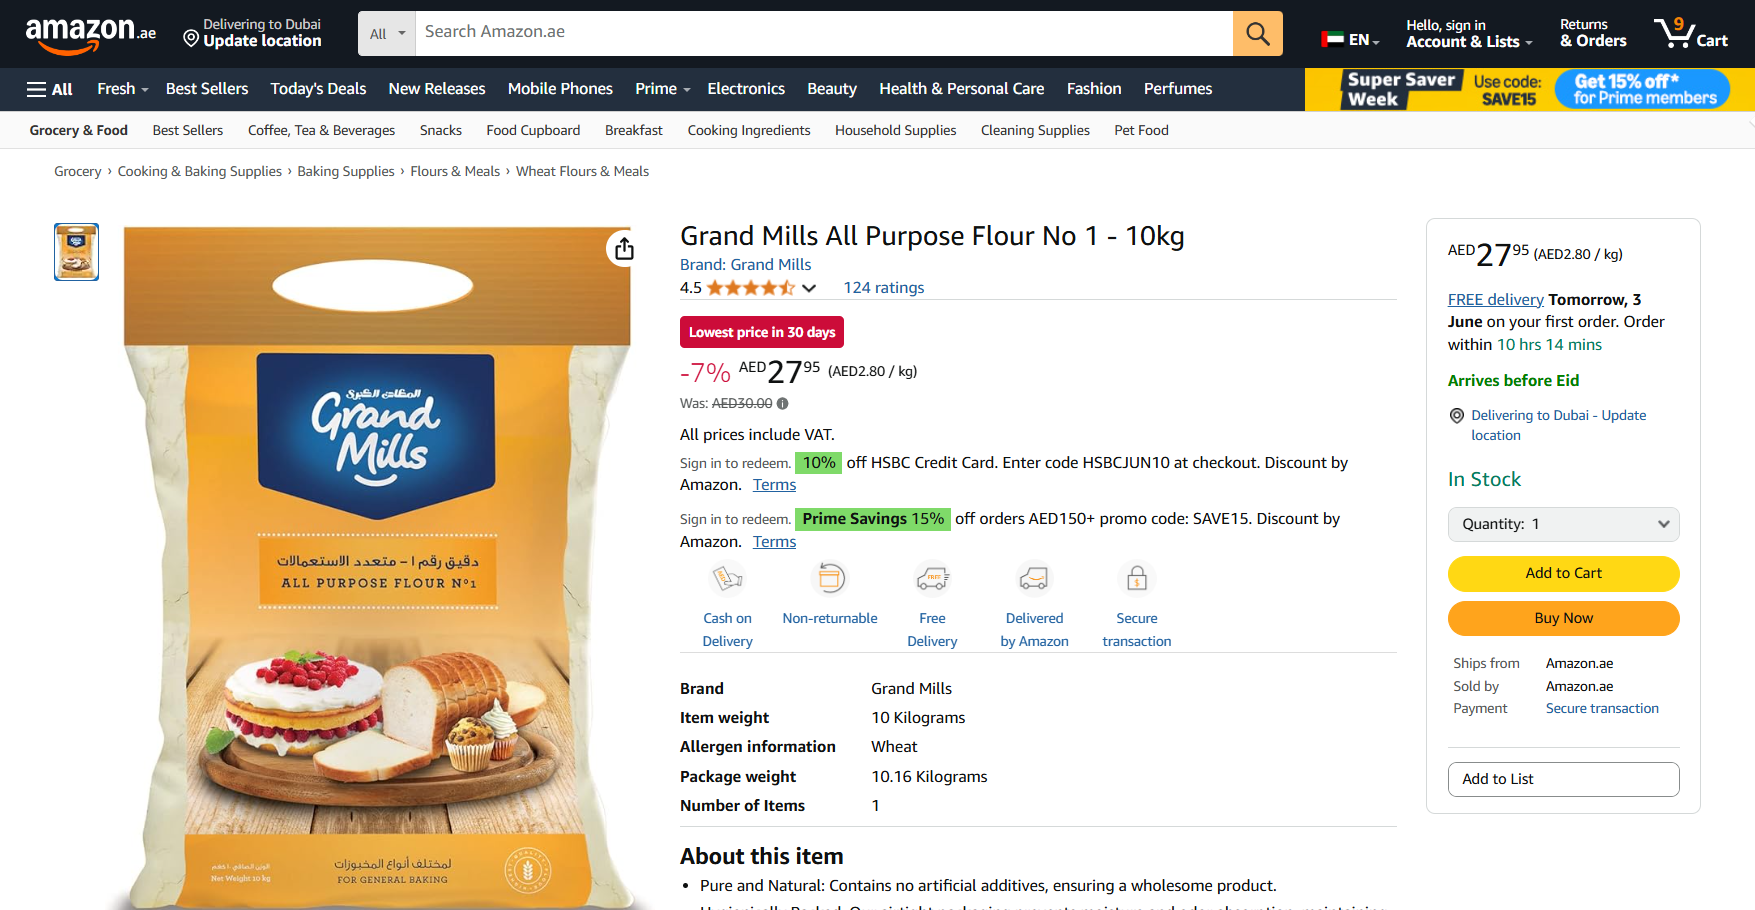 amazon.ae
Delivering to Dubai
Update location
All
Search Amazon.ae
EN
Hello, sign in
Account & Lists
Returns
& Orders
9
Cart
All
Fresh
Best Sellers
Today's Deals
New Releases
Mobile Phones
Prime
Electronics
Beauty
Health & Personal Care
Fashion
Perfumes
Super Saver
Week
Use code:
SAVE15
Get 15% off*
for Prime members
Grocery & Food
Best Sellers
Coffee, Tea & Beverages
Snacks
Food Cupboard
Breakfast
Cooking Ingredients
Household Supplies
Cleaning Supplies
Pet Food
Grocery › Cooking & Baking Supplies › Baking Supplies › Flours & Meals › Wheat Flours & Meals
المطاحن الكبرى
Grand
Mills
دقيق رقم ١ - متعدد الاستعمالات
ALL PURPOSE FLOUR Nº1
لمختلف أنواع المخبوزات
FOR GENERAL BAKING
Net Weight 10 kg
Grand Mills All Purpose Flour No 1 - 10kg
Brand: Grand Mills
4.5
124 ratings
Lowest price in 30 days
-7% AED27 95 (AED2.80 / kg)
Was: AED30.00
All prices include VAT.
Sign in to redeem. 10% off HSBC Credit Card. Enter code HSBCJUN10 at checkout. Discount by
Amazon. Terms
Sign in to redeem. Prime Savings 15% off orders AED150+ promo code: SAVE15. Discount by
Amazon. Terms
FREE
Cash on
Delivery
Non-returnable
Free
Delivery
Delivered
by Amazon
Secure
transaction
Brand Grand Mills
Item weight 10 Kilograms
Allergen information Wheat
Package weight 10.16 Kilograms
Number of Items 1
About this item
• Pure and Natural: Contains no artificial additives, ensuring a wholesome product.
AED27 95 (AED2.80 / kg)
FREE delivery Tomorrow, 3
June on your first order. Order
within 10 hrs 14 mins
Arrives before Eid
Delivering to Dubai - Update
location
In Stock
Quantity: 1
Add to Cart
Buy Now
Ships from Amazon.ae
Sold by Amazon.ae
Payment Secure transaction
Add to List